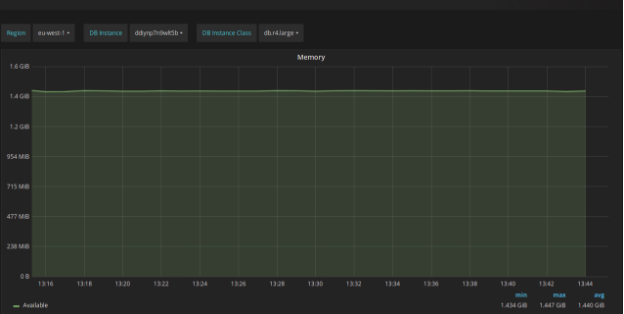 Region eu-west-1 DB Instance DB Instance Class db.r4.large
Memory
1.6 GiB
1.4 GiB
1.2 GiB
954 MiB
715 MiB
477 MiB
238 MiB
0 B
13:16 13:18 13:20 13:22 13:24 13:26 13:28 13:30 13:32 13:34 13:36 13:38 13:40 13:42 13:44
min max avg
Available 1.434 GiB 1.447 GiB 1.440 GiB